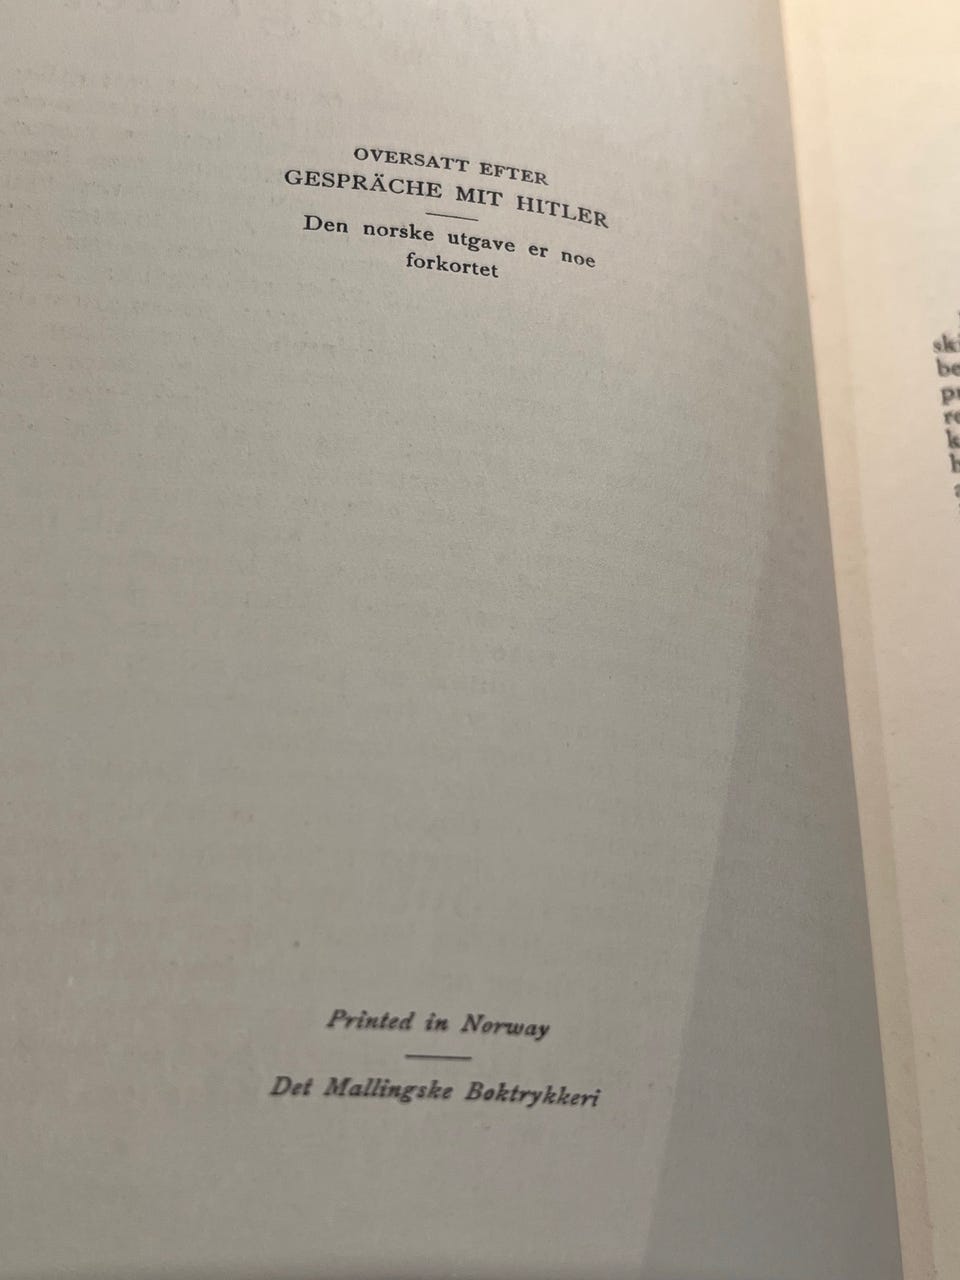 OVERSATT EFTER
GESPRÄCHE MIT HITLER
Den norske utgave er noe
forkortet
Printed in Norway
Det Mallingske Boktrykkeri